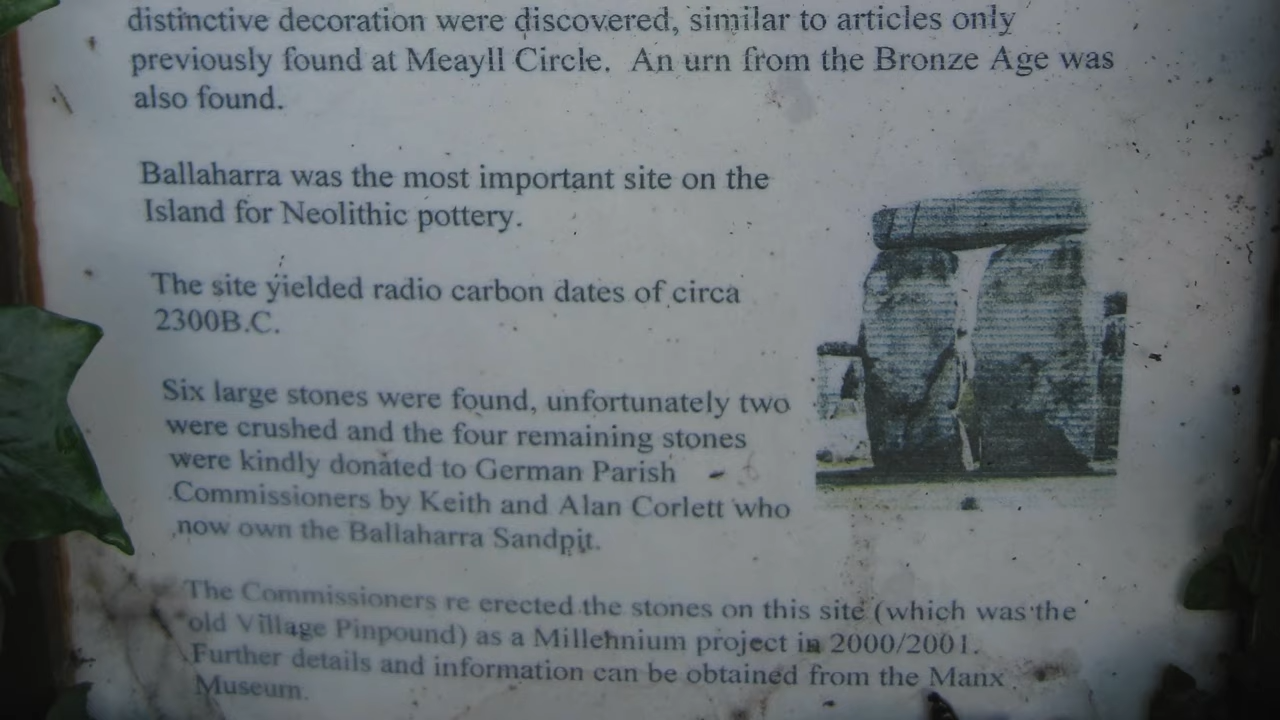 distinctive decoration were discovered, similar to articles only
previously found at Meayll Circle. An urn from the Bronze Age was
also found.
Ballaharra was the most important site on the
Island for Neolithic pottery.
The site yielded radio carbon dates of circa
2300B.C.
Six large stones were found, unfortunately two
were crushed and the four remaining stones
were kindly donated to German Parish
Commissioners by Keith and Alan Corlett who
now own the Ballaharra Sandpit.
The Commissioners re erected the stones on this site (which was the
old Village Pinpound) as a Millennium project in 2000/2001.
Further details and information can be obtained from the Manx
Museum.